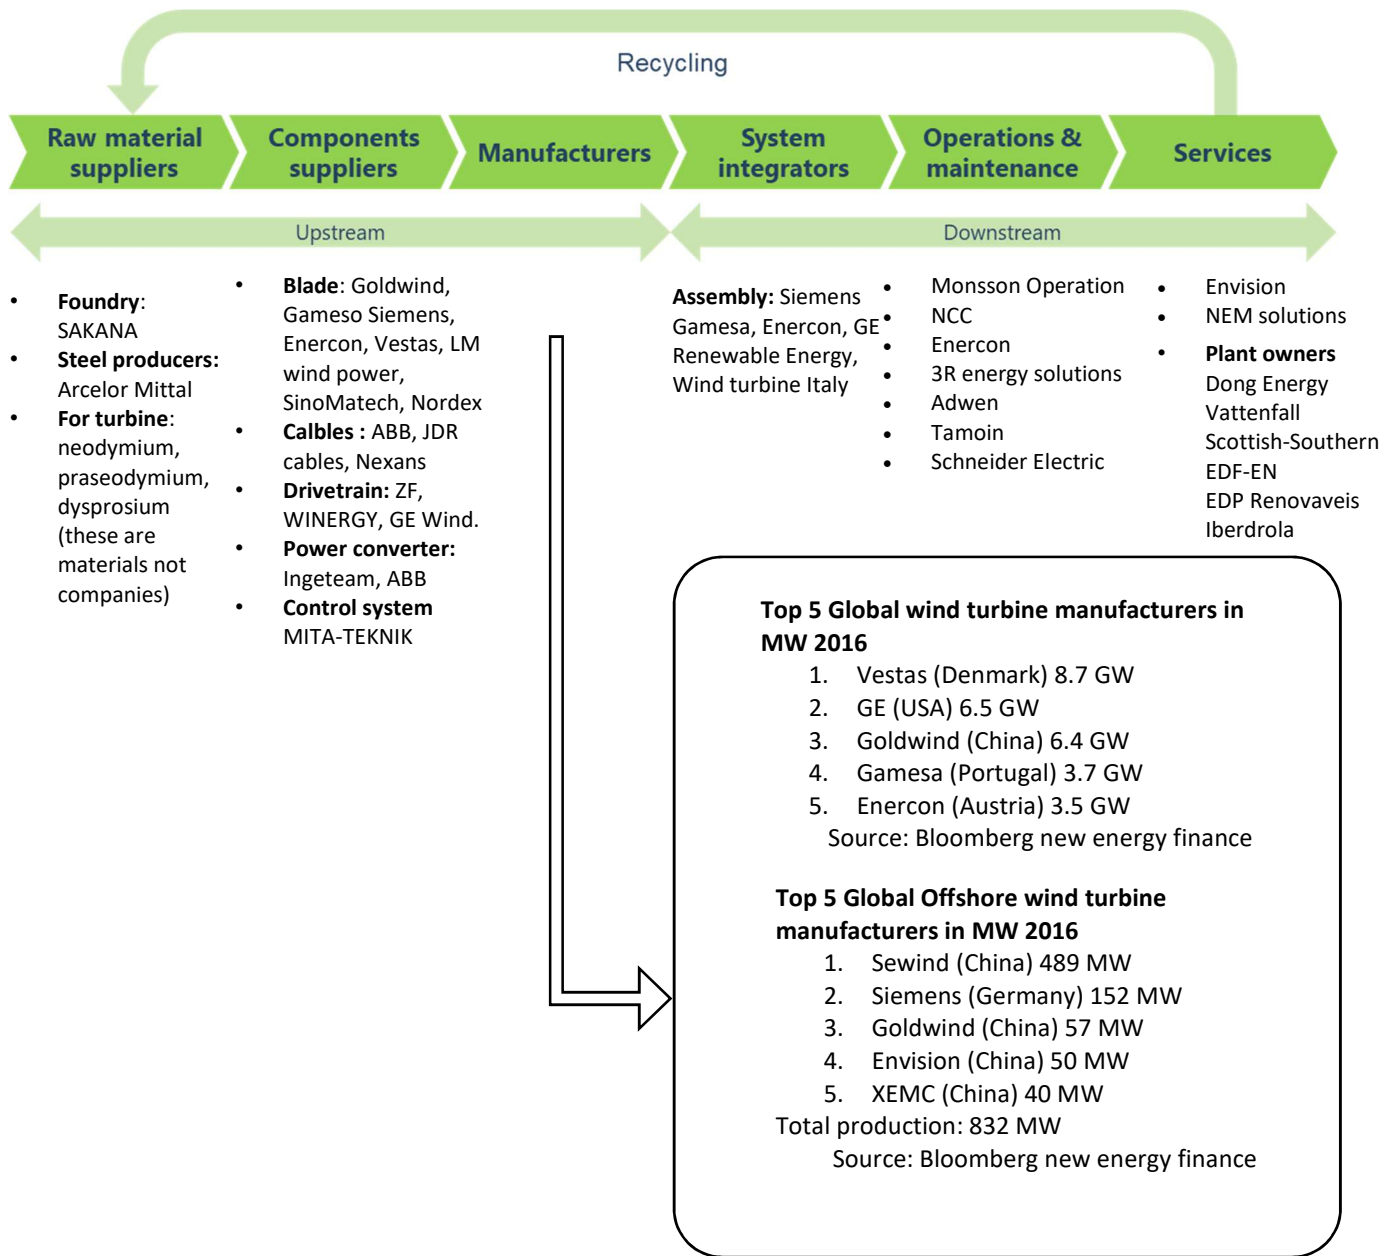 Recycling
Raw material
suppliers
Components
suppliers
Manufacturers
System
integrators
Operations &
maintenance
Services
Upstream
Downstream
• Foundry:
SAKANA
• Steel producers:
Arcelor Mittal
• For turbine:
neodymium,
praseodymium,
dysprosium
(these are
materials not
companies)
• Blade: Goldwind,
Gameso Siemens,
Enercon, Vestas, LM
wind power,
SinoMatech, Nordex
• Calbles : ABB, JDR
cables, Nexans
• Drivetrain: ZF,
WINERGY, GE Wind.
• Power converter:
Ingeteam, ABB
• Control system
MITA-TEKNIK
Assembly: Siemens
Gamesa, Enercon, GE
Renewable Energy,
Wind turbine Italy
• Monsson Operation
• NCC
• Enercon
• 3R energy solutions
• Adwen
• Tamoin
• Schneider Electric
• Envision
• NEM solutions
• Plant owners
Dong Energy
Vattenfall
Scottish-Southern
EDF-EN
EDP Renovaveis
Iberdrola
Top 5 Global wind turbine manufacturers in
MW 2016
1. Vestas (Denmark) 8.7 GW
2. GE (USA) 6.5 GW
3. Goldwind (China) 6.4 GW
4. Gamesa (Portugal) 3.7 GW
5. Enercon (Austria) 3.5 GW
Source: Bloomberg new energy finance
Top 5 Global Offshore wind turbine
manufacturers in MW 2016
1. Sewind (China) 489 MW
2. Siemens (Germany) 152 MW
3. Goldwind (China) 57 MW
4. Envision (China) 50 MW
5. XEMC (China) 40 MW
Total production: 832 MW
Source: Bloomberg new energy finance